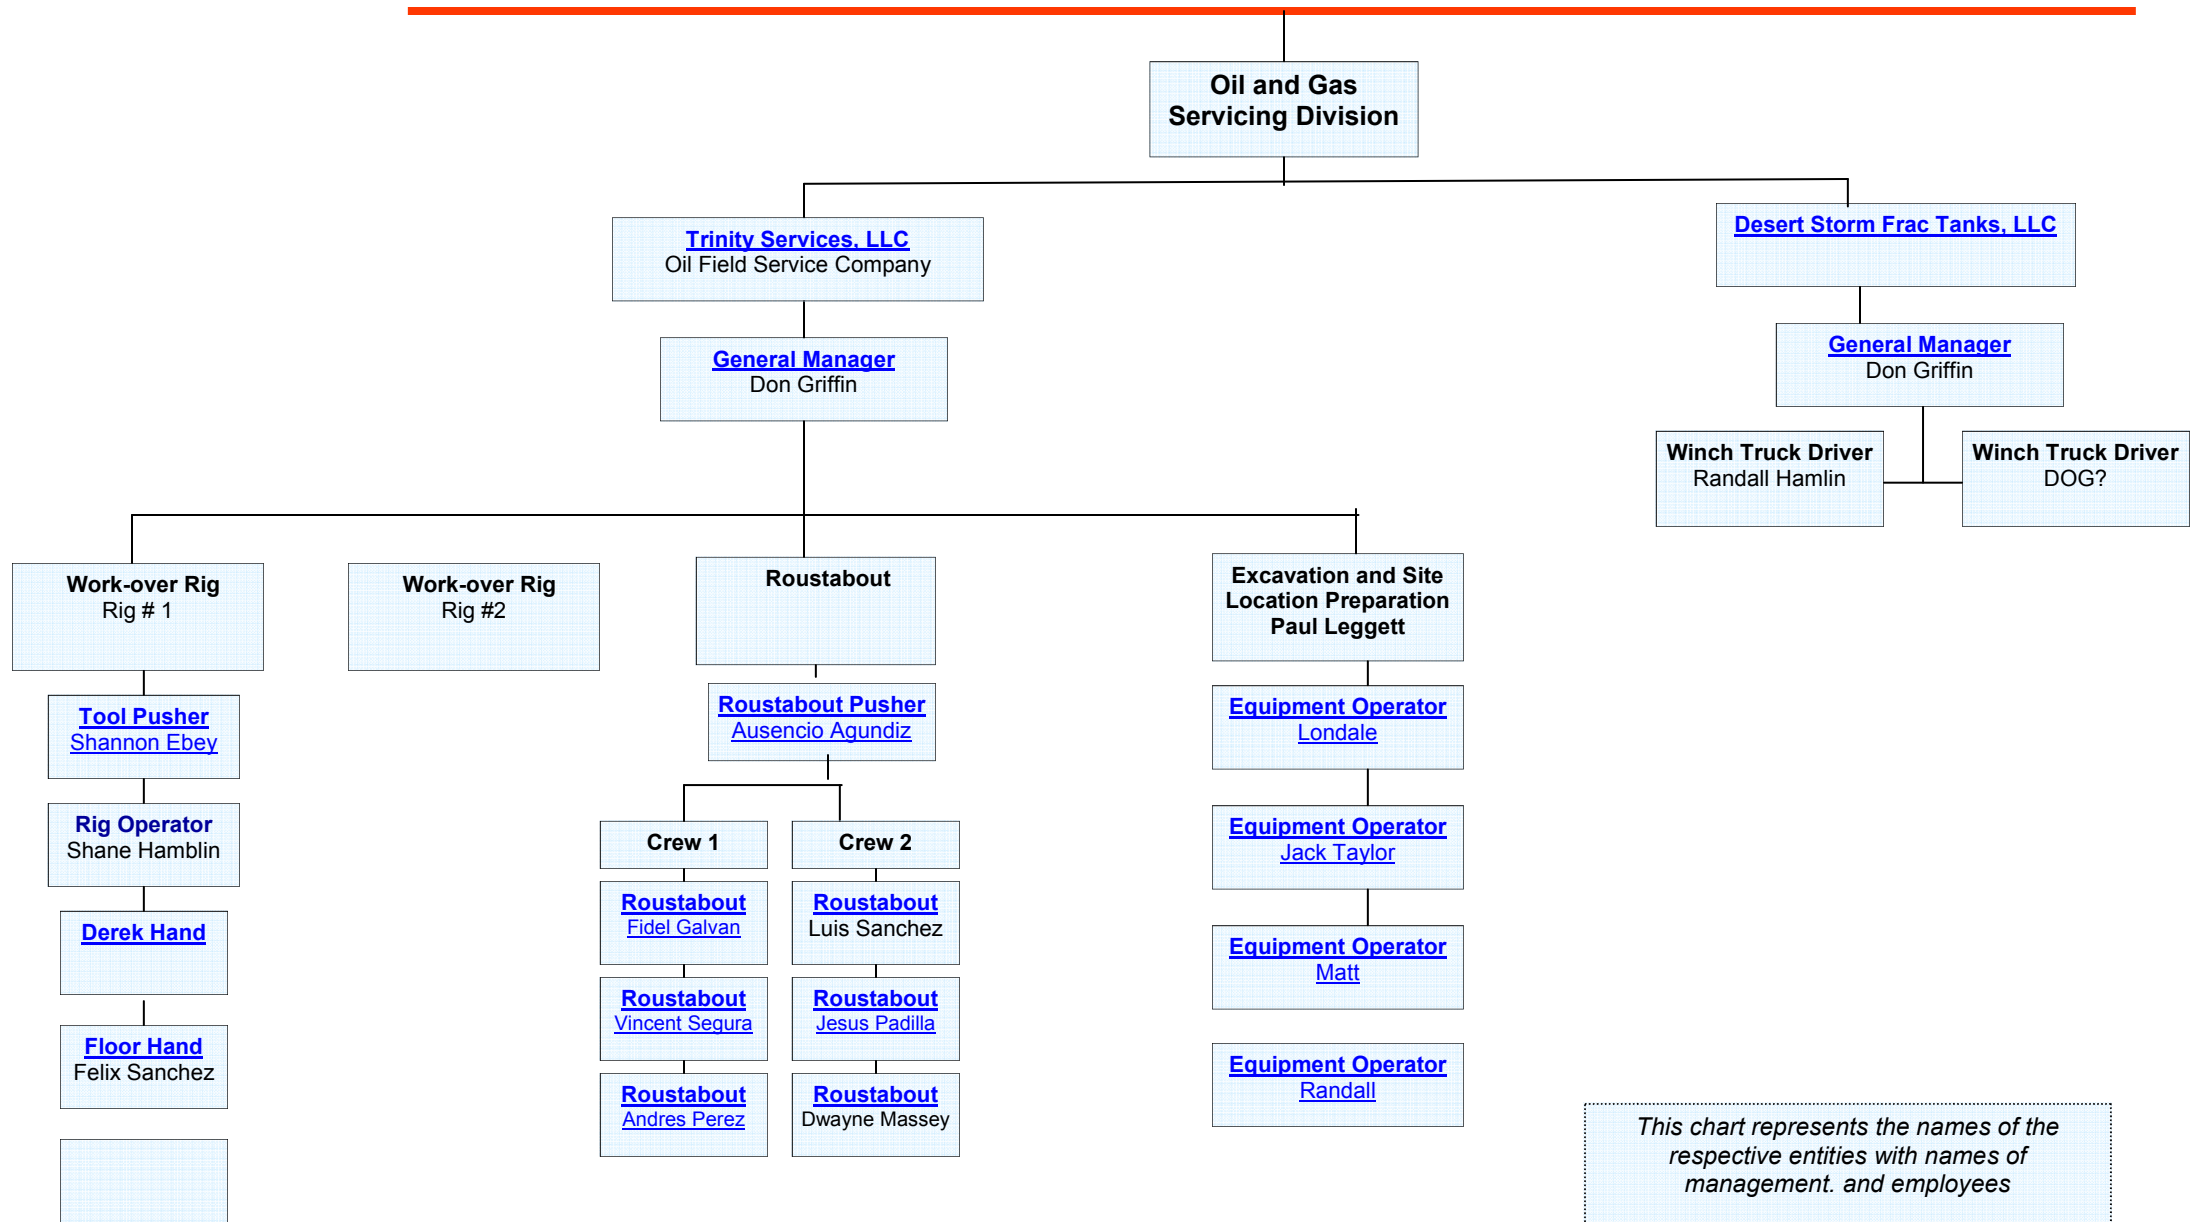 Oil and Gas
Servicing Division
Trinity Services, LLC
Oil Field Service Company
Desert Storm Frac Tanks, LLC
General Manager
Don Griffin
General Manager
Don Griffin
Winch Truck Driver
Randall Hamlin
Winch Truck Driver
DOG?
Work-over Rig
Rig # 1
Work-over Rig
Rig #2
Roustabout
Excavation and Site
Location Preparation
Paul Leggett
Tool Pusher
Shannon Ebey
Rig Operator
Shane Hamblin
Derek Hand
Floor Hand
Felix Sanchez
Roustabout Pusher
Ausencio Agundiz
Crew 1
Roustabout
Fidel Galvan
Roustabout
Vincent Segura
Roustabout
Andres Perez
Crew 2
Roustabout
Luis Sanchez
Roustabout
Jesus Padilla
Roustabout
Dwayne Massey
Equipment Operator
Londale
Equipment Operator
Jack Taylor
Equipment Operator
Matt
Equipment Operator
Randall
This chart represents the names of the
respective entities with names of
management. and employees